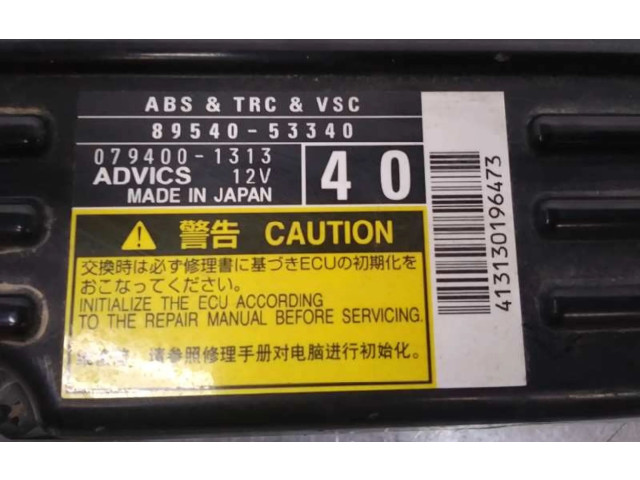 ABS & TRC & VSC
89540-53340
079400-1313
ADVICS 12V
MADE IN JAPAN
40
警告 CAUTION
交換時は必ず修理書に基づきECUの初期化を
おこなってください。
INITIALIZE THE ECU ACCORDING
TO THE REPAIR MANUAL BEFORE SERVICING.
请参照修理手册对电脑进行初始化。
413130196473